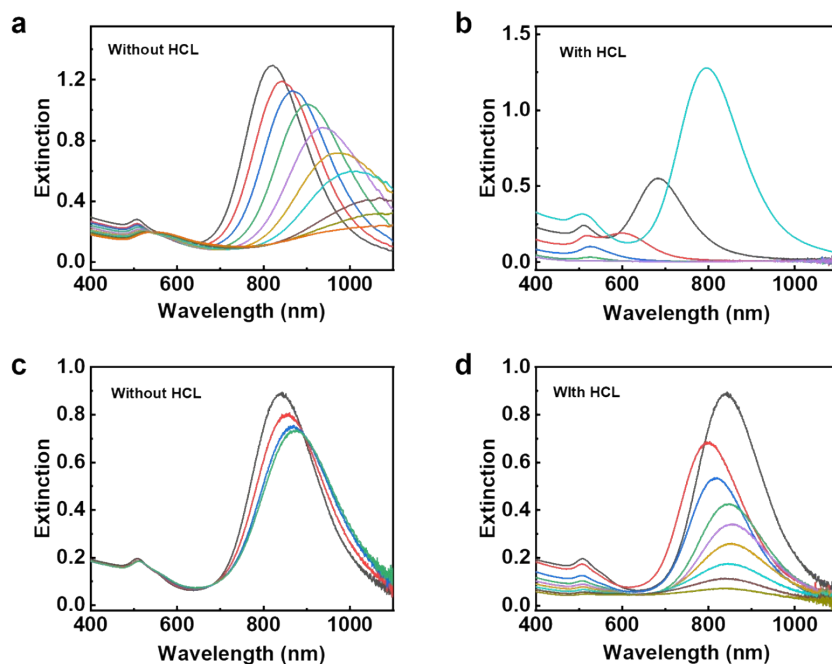 a
Without HCL
Extinction
1.2
0.8
0.4
0.0
400 600 800 1000
Wavelength (nm)
b
With HCL
Extinction
1.5
1.0
0.5
0.0
400 600 800 1000
Wavelength (nm)
c
Without HCL
Extinction
1.0
0.8
0.6
0.4
0.2
0.0
400 600 800 1000
Wavelength (nm)
d
WIth HCL
Extinction
1.0
0.8
0.6
0.4
0.2
0.0
400 600 800 1000
Wavelength (nm)